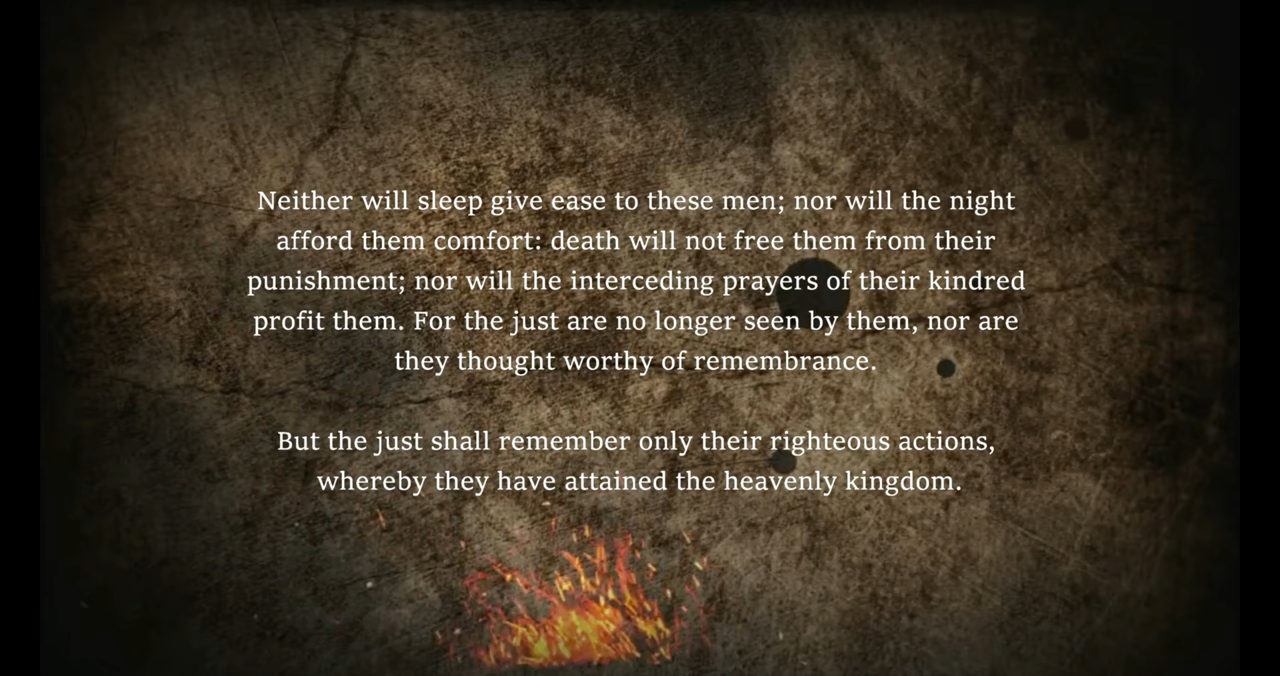 Neither will sleep give ease to these men; nor will the night
afford them comfort: death will not free them from their
punishment; nor will the interceding prayers of their kindred
profit them. For the just are no longer seen by them, nor are
they thought worthy of remembrance.
But the just shall remember only their righteous actions,
whereby they have attained the heavenly kingdom.